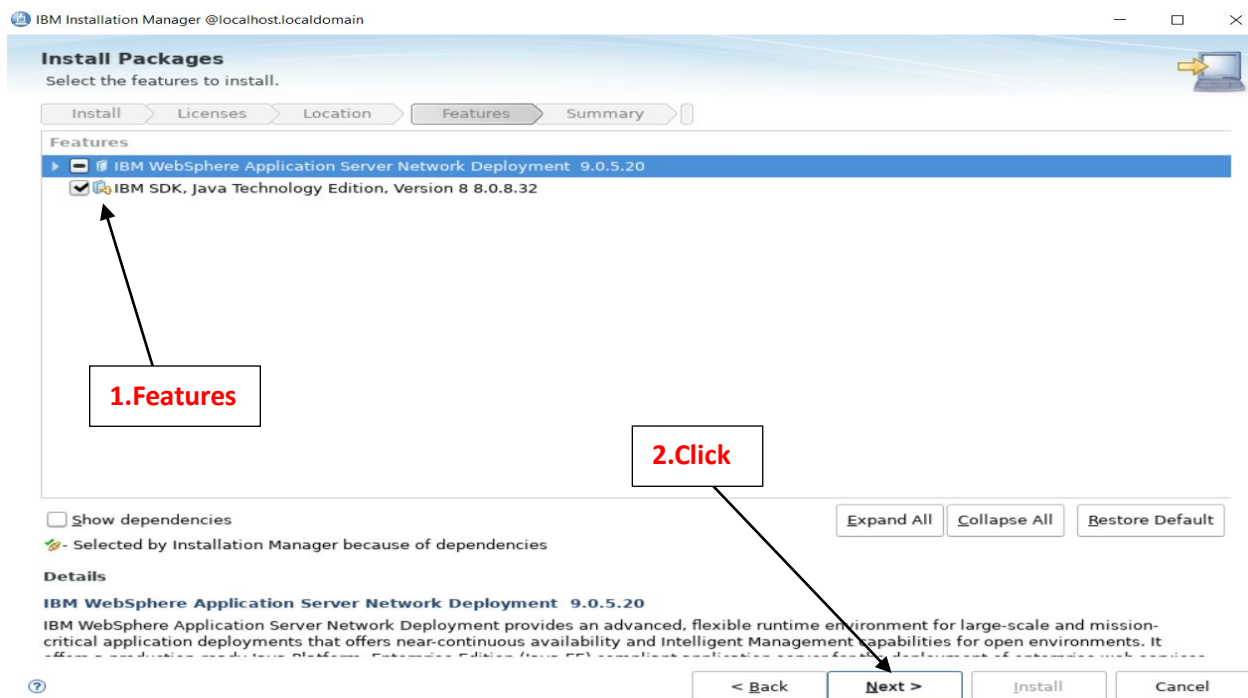 IBM Installation Manager @localhost.localdomain
Install Packages
Select the features to install.
Install Licenses Location Features Summary
Features
IBM WebSphere Application Server Network Deployment 9.0.5.20
IBM SDK, Java Technology Edition, Version 8 8.0.8.32
1.Features
2.Click
Show dependencies Expand All Collapse All Restore Default
- Selected by Installation Manager because of dependencies
Details
IBM WebSphere Application Server Network Deployment 9.0.5.20
IBM WebSphere Application Server Network Deployment provides an advanced, flexible runtime environment for large-scale and mission-
critical application deployments that offers near-continuous availability and Intelligent Management capabilities for open environments. It
? < Back Next > Install Cancel